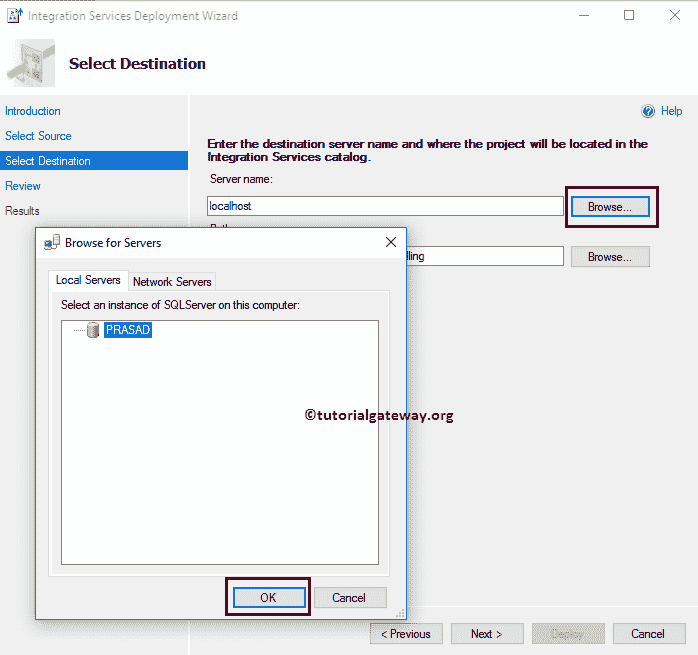 Integration Services Deployment Wizard
Select Destination
Introduction
Select Source
Select Destination
Review
Results
Help
Enter the destination server name and where the project will be located in the
Integration Services catalog.
Server name:
localhost
Browse...
Browse...
Browse for Servers
Local Servers
Network Servers
Select an instance of SQLServer on this computer:
PRASAD
©tutorialgateway.org
OK
Cancel
< Previous
Next >
Deploy
Cancel